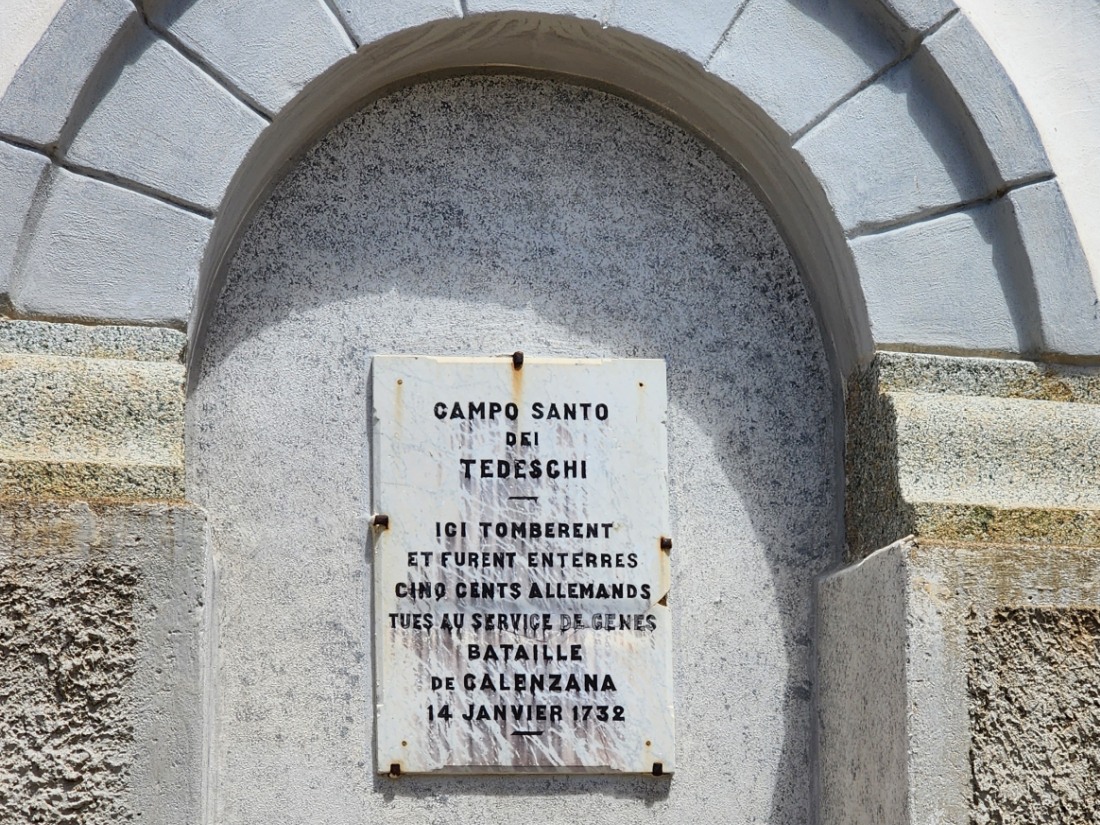 CAMPO SANTO
DEI
TEDESCHI
ICI TOMBERENT
ET FURENT ENTERRES
CINQ CENTS ALLEMANDS
TUES AU SERVICE DE GENES
BATAILLE
DE CALENZANA
14 JANVIER 1732